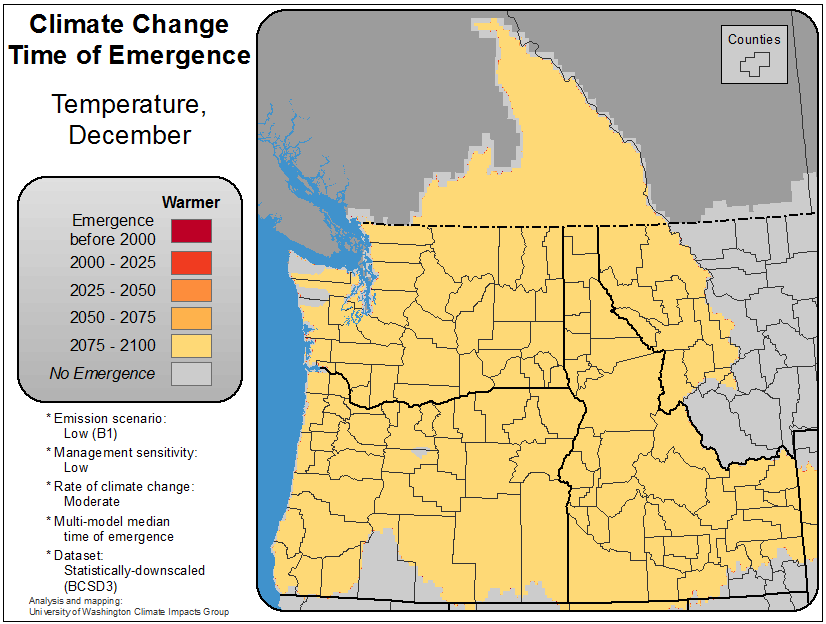 Climate Change
Time of Emergence
Temperature,
December
Warmer
Emergence
before 2000
2000 - 2025
2025 - 2050
2050 - 2075
2075 - 2100
No Emergence
* Emission scenario:
Low (B1)
* Management sensitivity:
Low
* Rate of climate change:
Moderate
* Multi-model median
time of emergence
* Dataset:
Statistically-downscaled
(BCSD3)
Analysis and mapping:
University of Washington Climate Impacts Group
Counties